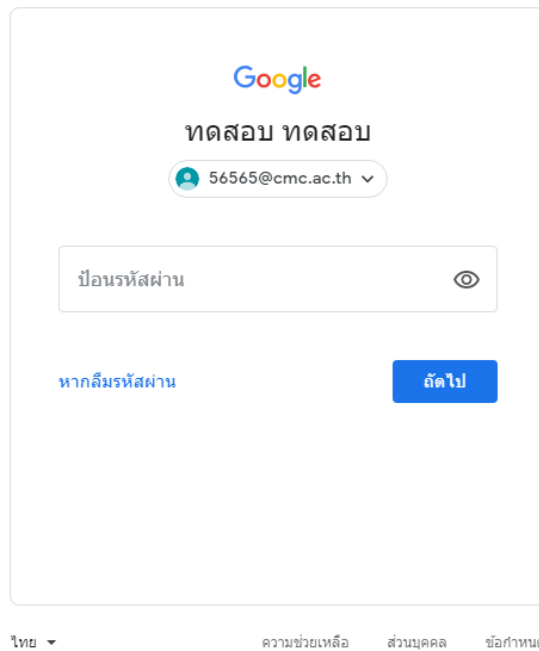 Google
ทดสอบ ทดสอบ
56565@cmc.ac.th
ป้อนรหัสผ่าน
หากลืมรหัสผ่าน
ถัดไป
ไทย
ความช่วยเหลือ ส่วนบุคคล